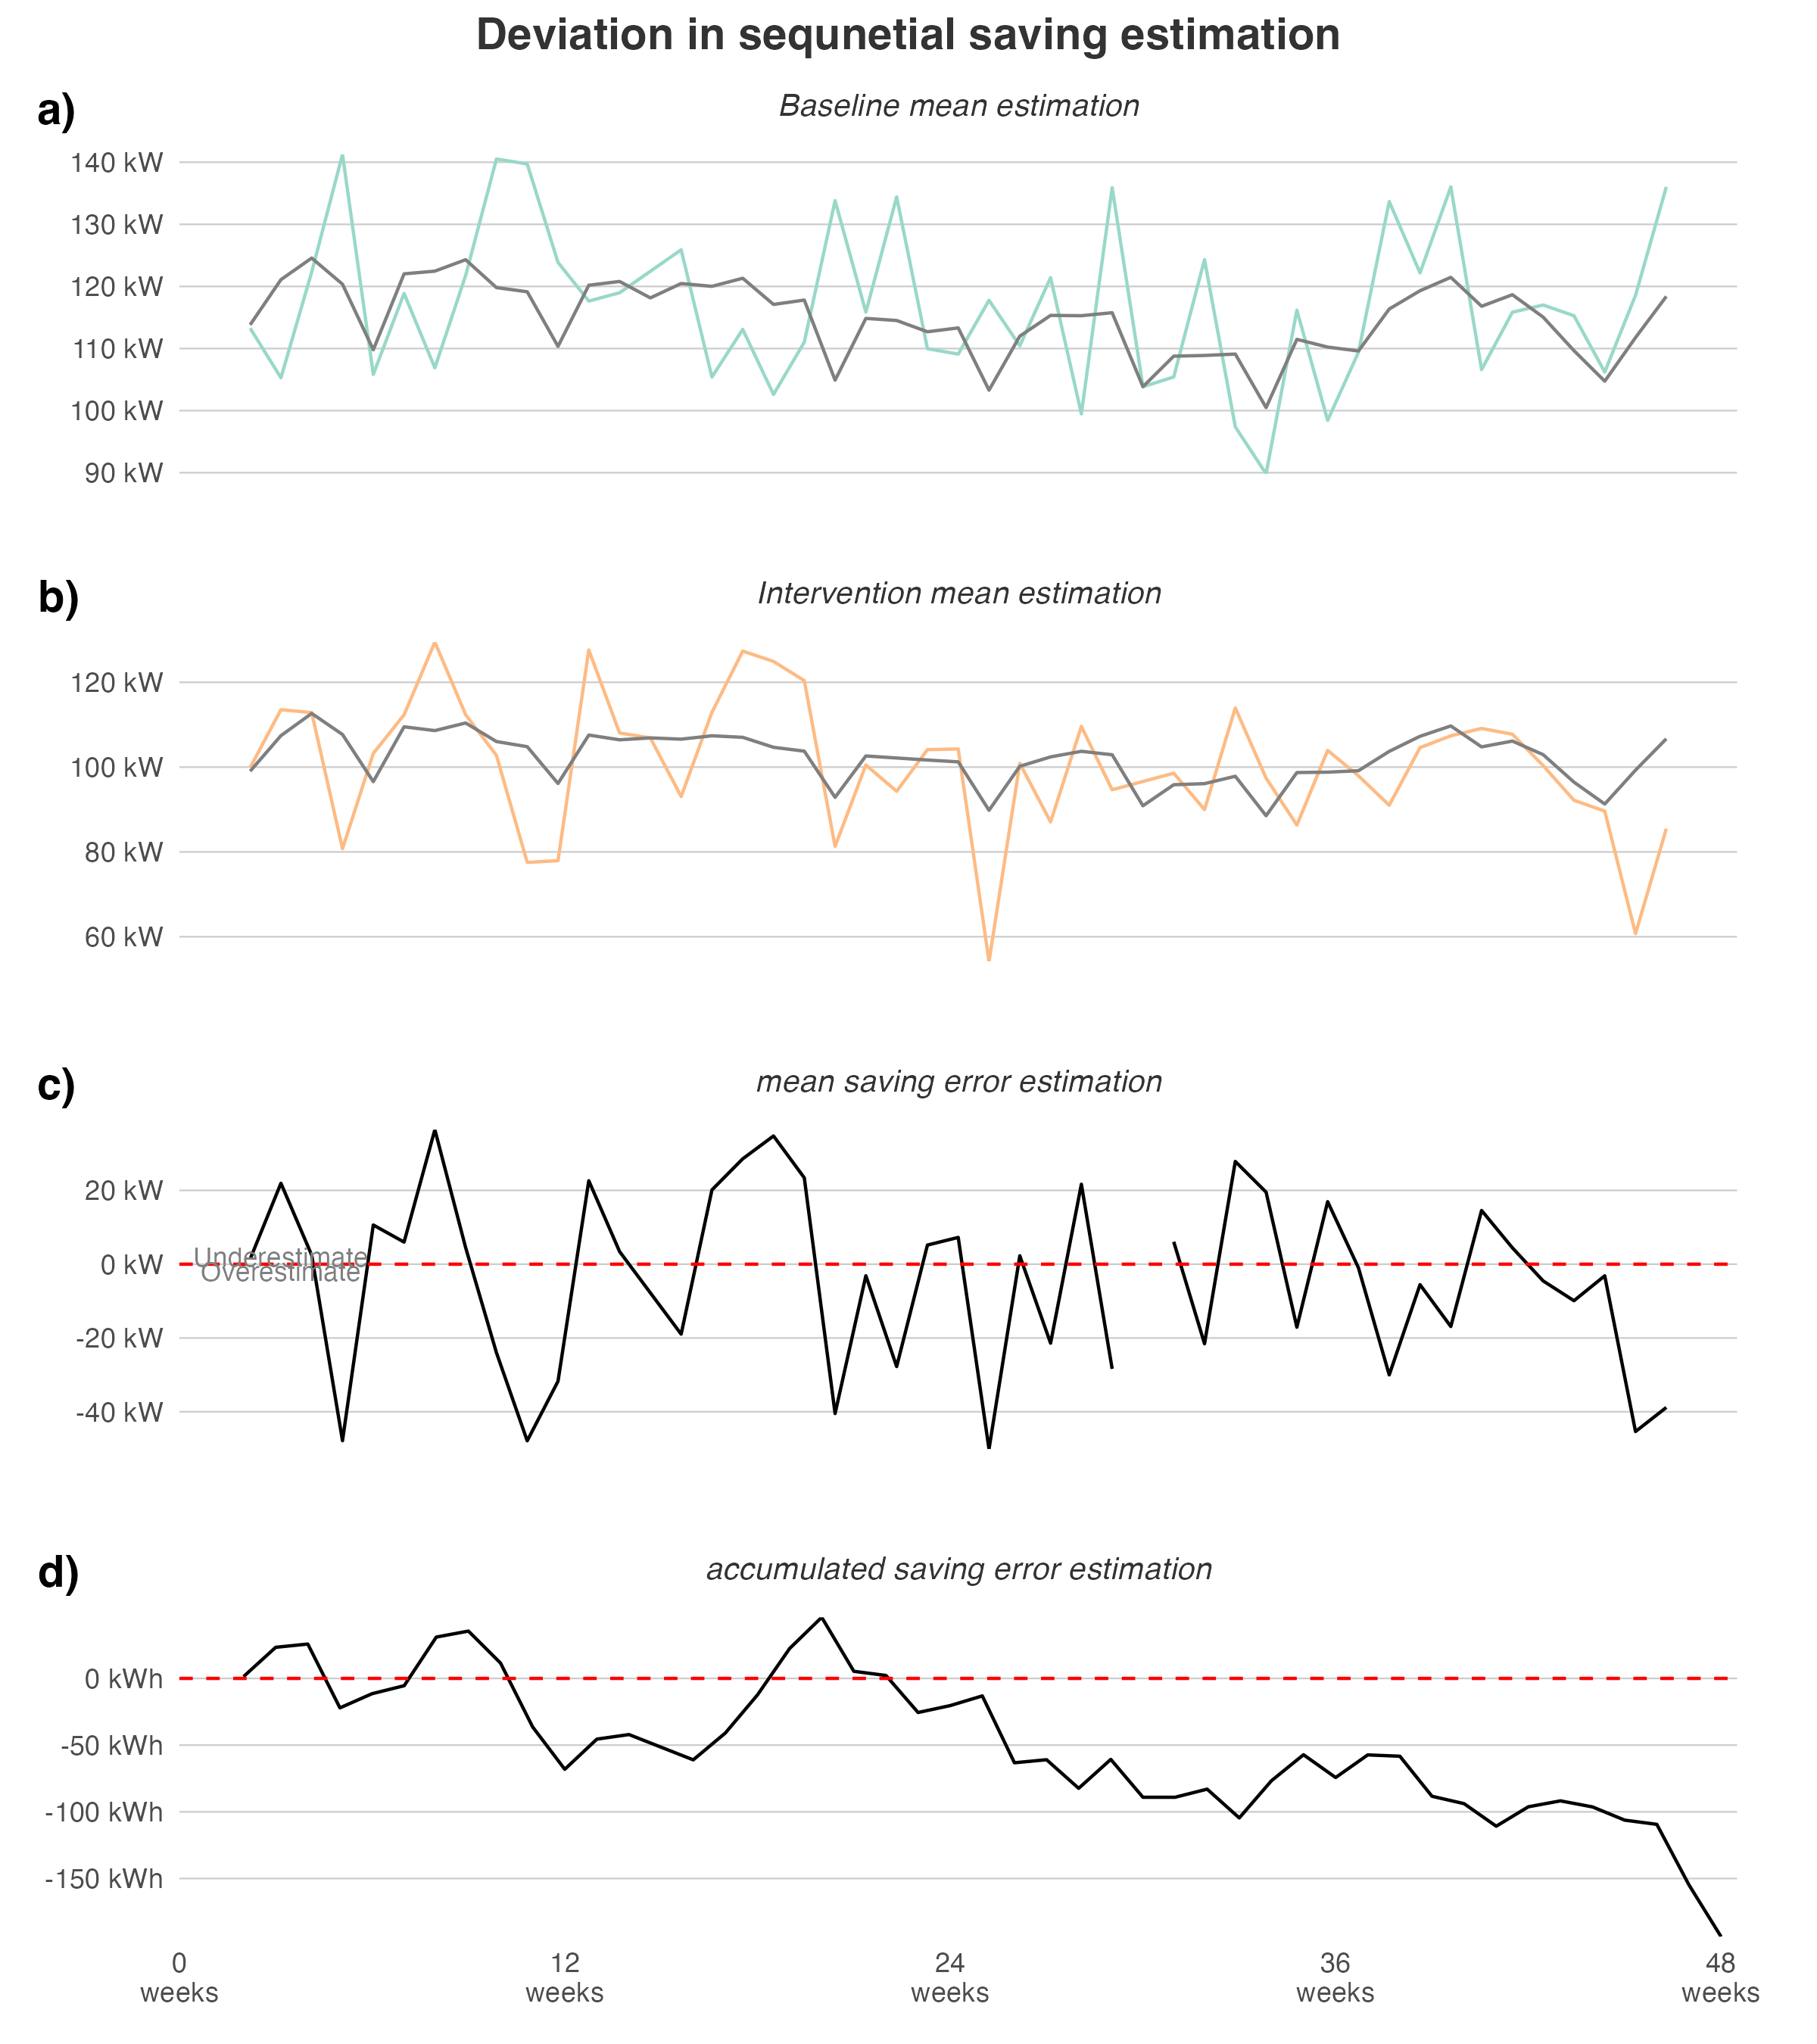 Deviation in sequnetial saving estimation
a)
Baseline mean estimation
140 kW
130 kW
120 kW
110 kW
100 kW
90 kW
b)
Intervention mean estimation
120 kW
100 kW
80 kW
60 kW
c)
mean saving error estimation
20 kW
Underestimate
0 kW
Overestimate
-20 kW
-40 kW
d)
accumulated saving error estimation
0 kWh
-50 kWh
-100 kWh
-150 kWh
0 12 24 36 48
weeks weeks weeks weeks weeks